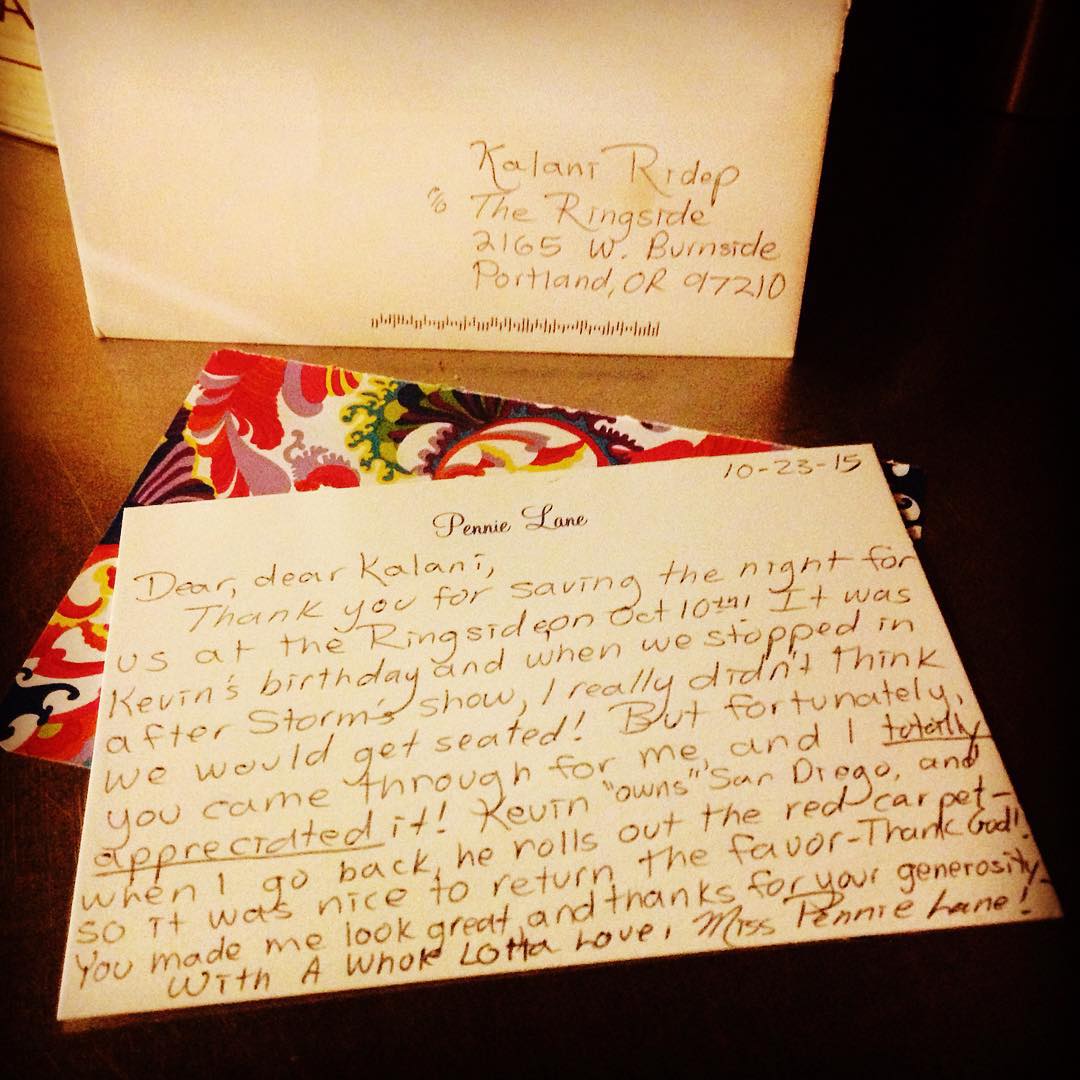 A
Kalani Ridep
c/o The Ringside
2165 W. Burnside
Portland, OR 97210
10-23-15
Pennie Lane
Dear, dear Kalani,
Thank you for saving the night for
us at the Ringside on Oct 10th! It was
Kevin's birthday and when we stopped in
after Storm's show, I really didn't think
we would get seated! But fortunately,
you came through for me, and I totally
appreciated it! Kevin "owns" San Diego, and
when I go back, he rolls out the red carpet-
so it was nice to return the favor-Thank God!
You made me look great, and thanks for your generosity-
With A Whole Lotta Love, Miss Pennie Lane!